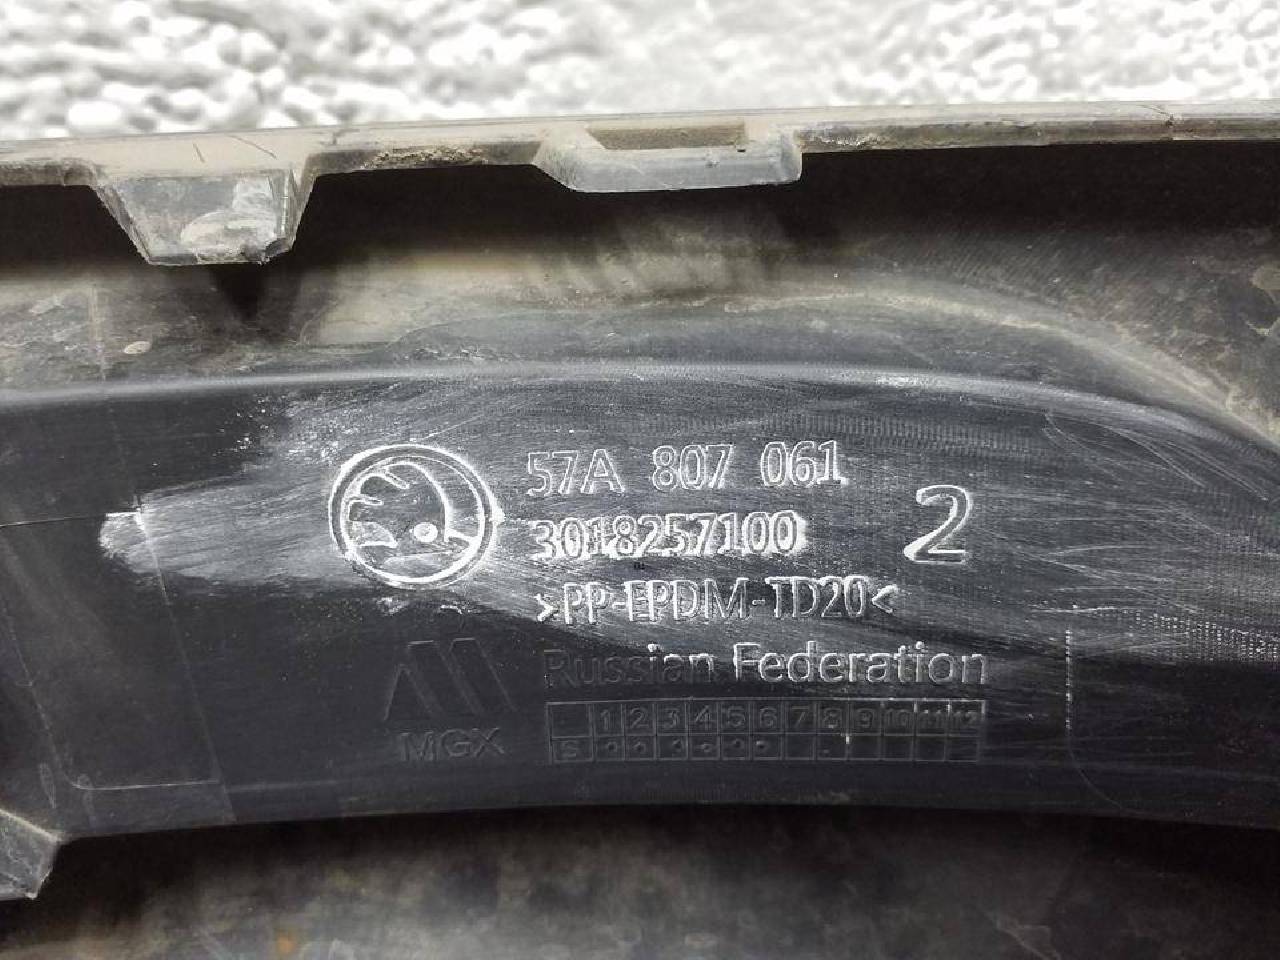 57A 807 061
3018257100
2
>PP-EPDM-TD20<
Russian Federation
MGX
1 2 3 4 5 6 7 8 9 10 11 12
S